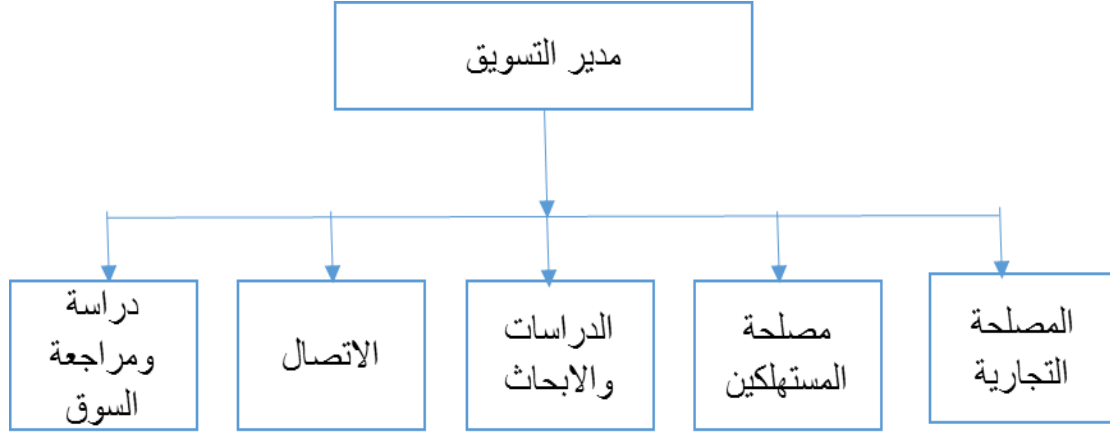 مدير التسويق
المصلحة
التجارية
مصلحة
المستهلكين
الدراسات
والابحاث
الاتصال
دراسة
ومراجعة
السوق